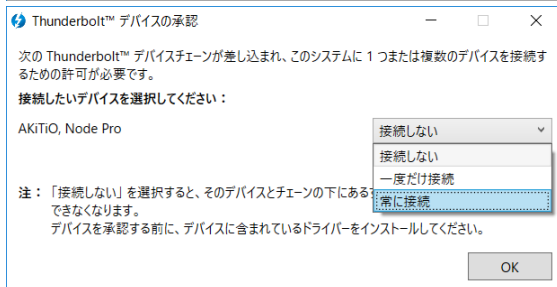 Thunderbolt™ デバイスの承認
次の Thunderbolt™ デバイスチェーンが差し込まれ、このシステムに 1 つまたは複数のデバイスを接続す
るための許可が必要です。
接続したいデバイスを選択してください：
AKiTiO, Node Pro
接続しない
接続しない
一度だけ接続
常に接続
注： 「接続しない」を選択すると、そのデバイスとチェーンの下にある
できなくなります。
デバイスを承認する前に、デバイスに含まれているドライバーをインストールしてください。
OK